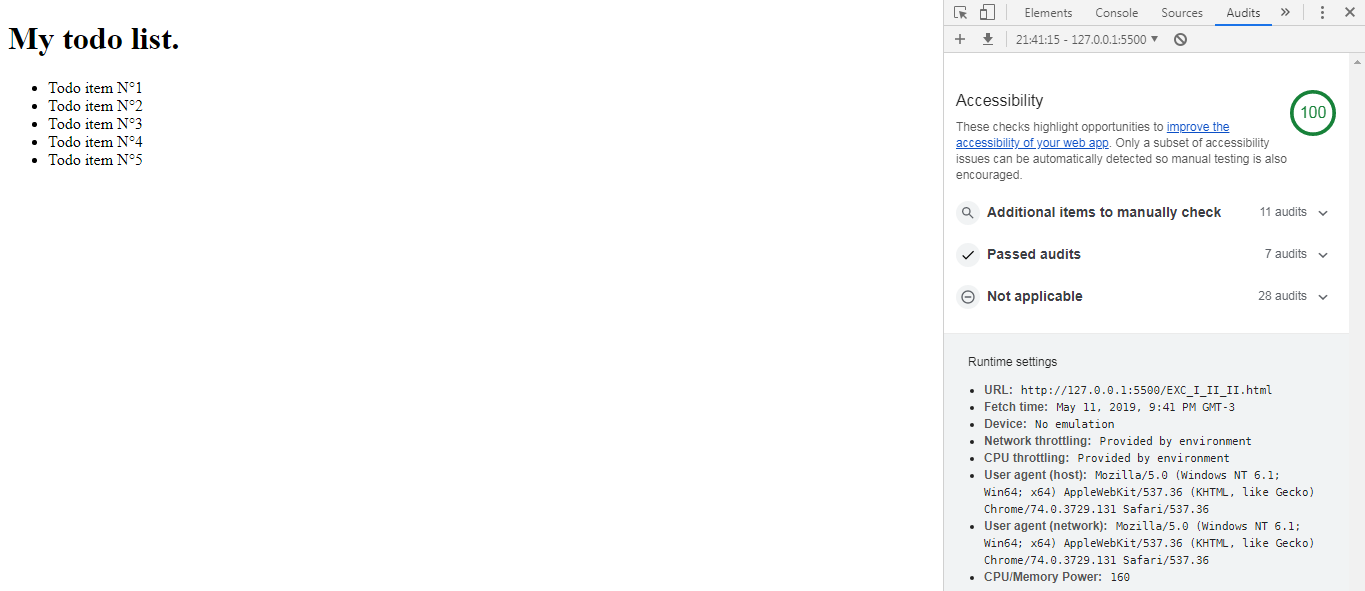 My todo list.
Todo item N°1
Todo item N°2
Todo item N°3
Todo item N°4
Todo item N°5
Elements Console Sources Audits »
21:41:15 - 127.0.0.1:5500
Accessibility
100
These checks highlight opportunities to improve the
accessibility of your web app. Only a subset of accessibility
issues can be automatically detected so manual testing is also
encouraged.
Additional items to manually check 11 audits
Passed audits 7 audits
Not applicable 28 audits
Runtime settings
URL: http://127.0.0.1:5500/EXC_I_II_II.html
Fetch time: May 11, 2019, 9:41 PM GMT-3
Device: No emulation
Network throttling: Provided by environment
CPU throttling: Provided by environment
User agent (host): Mozilla/5.0 (Windows NT 6.1;
Win64; x64) AppleWebKit/537.36 (KHTML, like Gecko)
Chrome/74.0.3729.131 Safari/537.36
User agent (network): Mozilla/5.0 (Windows NT 6.1;
Win64; x64) AppleWebKit/537.36 (KHTML, like Gecko)
Chrome/74.0.3729.131 Safari/537.36
CPU/Memory Power: 160